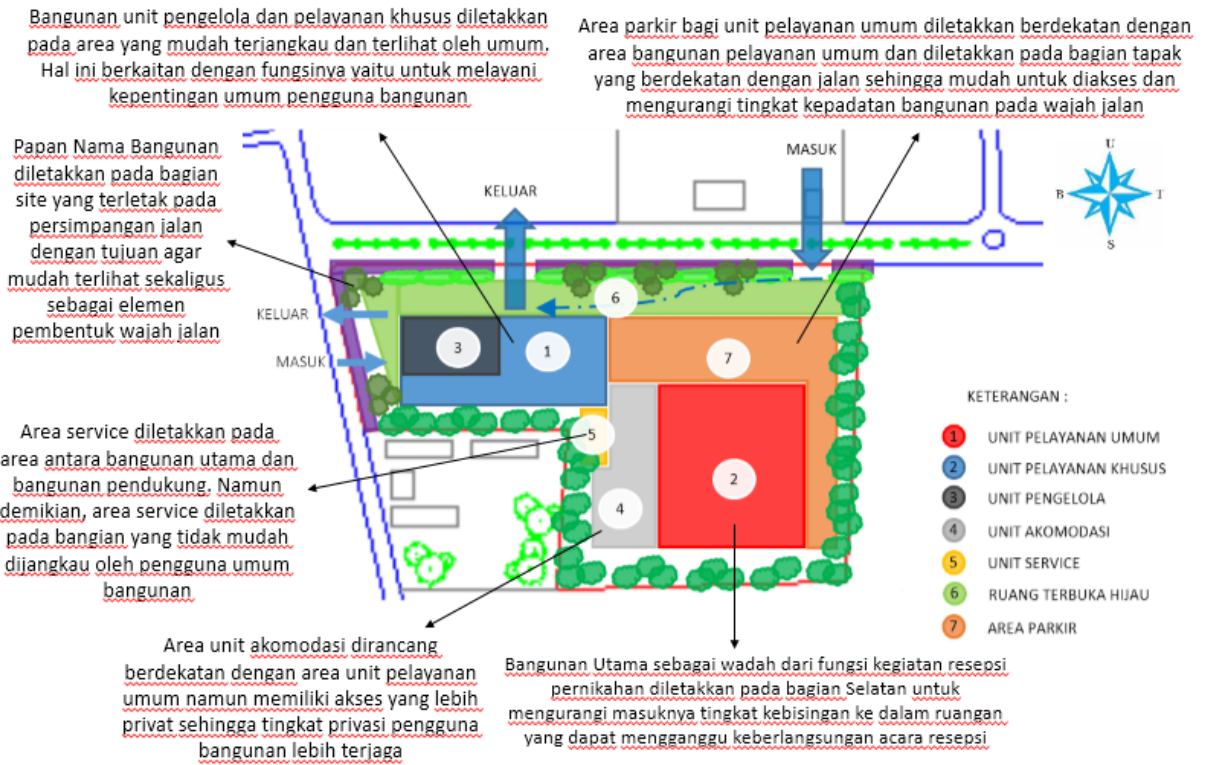 Bangunan unit pengelola dan pelayanan khusus diletakkan
pada area yang mudah terjangkau dan terlihat oleh umum.
Hal ini berkaitan dengan fungsinya yaitu untuk melayani
kepentingan umum pengguna bangunan
Area parkir bagi unit pelayanan umum diletakkan berdekatan dengan
area bangunan pelayanan umum dan diletakkan pada bagian tapak
yang berdekatan dengan jalan sehingga mudah untuk diakses dan
mengurangi tingkat kepadatan bangunan pada wajah jalan
Papan Nama Bangunan
diletakkan pada bagian
site yang terletak pada
persimpangan jalan
dengan tujuan agar
mudah terlihat sekaligus
sebagai elemen
pembentuk wajah jalan
MASUK
KELUAR
U
B
T
S
6
KELUAR
MASUK
3
1
7
5
2
4
Area service diletakkan pada
area antara bangunan utama dan
bangunan pendukung. Namun
demikian, area service diletakkan
pada bangian yang tidak mudah
dijangkau oleh pengguna umum
bangunan
KETERANGAN :
1 UNIT PELAYANAN UMUM
2 UNIT PELAYANAN KHUSUS
3 UNIT PENGELOLA
4 UNIT AKOMODASI
5 UNIT SERVICE
6 RUANG TERBUKA HIJAU
7 AREA PARKIR
Area unit akomodasi dirancang
berdekatan dengan area unit pelayanan
umum namun memiliki akses yang lebih
privat sehingga tingkat privasi pengguna
bangunan lebih terjaga
Bangunan Utama sebagai wadah dari fungsi kegiatan resepsi
pernikahan diletakkan pada bagian Selatan untuk
mengurangi masuknya tingkat kebisingan ke dalam ruangan
yang dapat mengganggu keberlangsungan acara resepsi